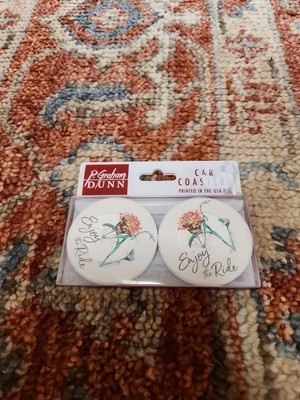 P. Graham
DUNN
CAR
COASTERS
PRINTED IN THE USA
Enjoy
the Ride
Enjoy
the Ride